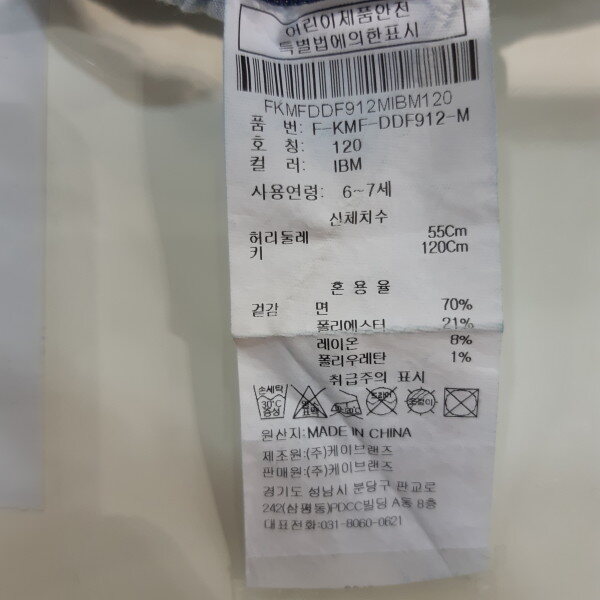 어린이제품안전
특별법에의한표시
FKMFDDF912MIBM120
품 번: F-KMF-DDF912-M
호 칭: 120
컬 러: IBM
사용연령: 6~7세
신체치수
허리둘레 55Cm
키 120Cm
혼 용 율
겉감 면 70%
폴리에스터 21%
레이온 8%
폴리우레탄 1%
취급주의 표시
손세탁
30℃
중성
원산지:MADE IN CHINA
제조원:(주)케이브랜즈
판매원:(주)케이브랜즈
경기도 성남시 분당구 판교로
242(삼평동)PDCC빌딩 A동 8층
대표전화:031-8060-0621